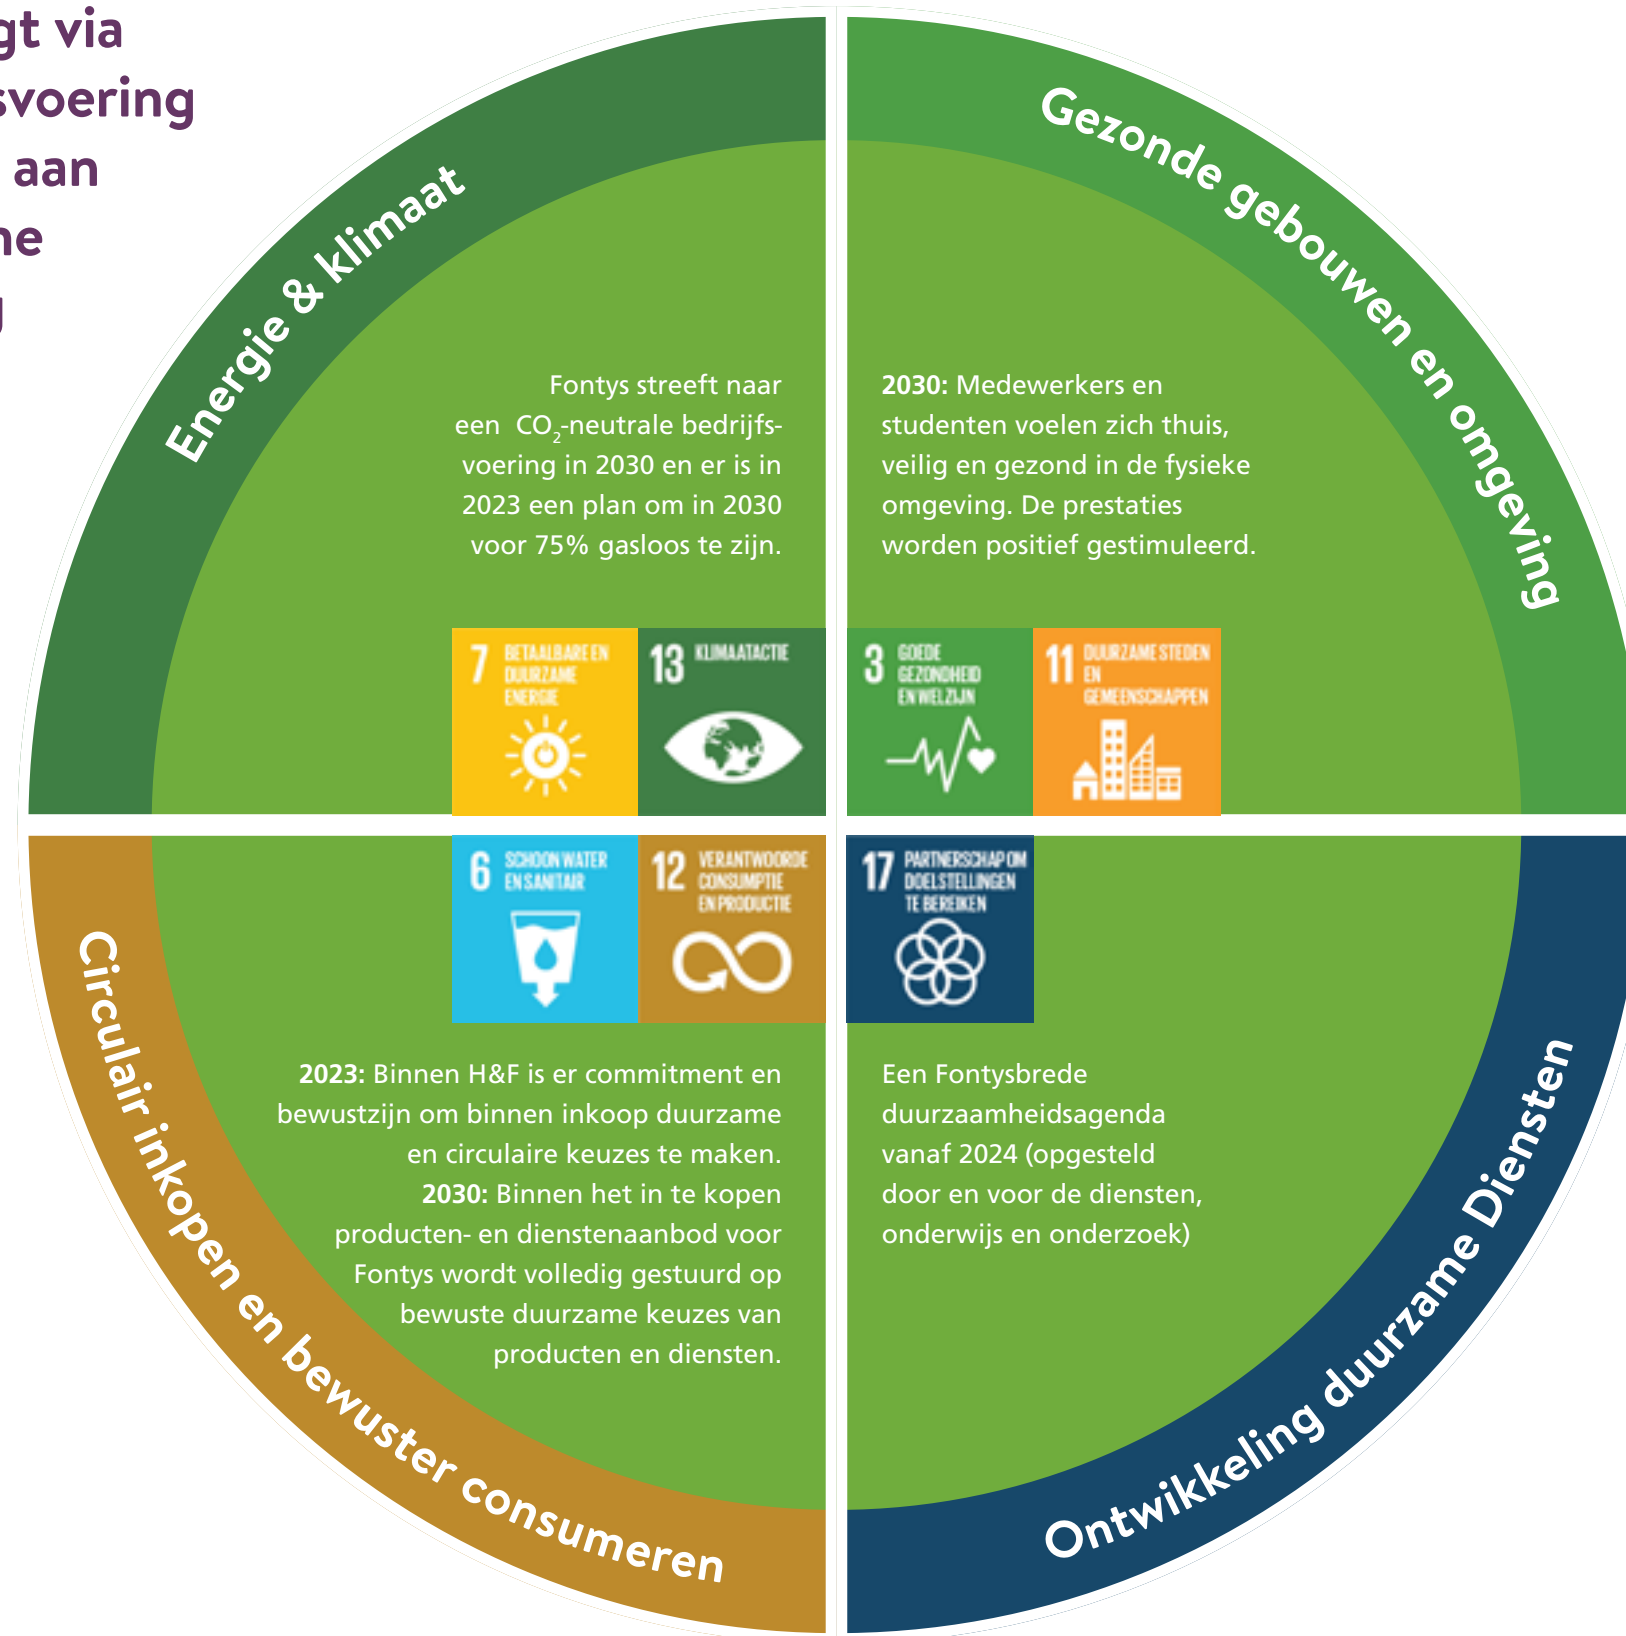 gt via
svoering
aan
ne
g
Energie & klimaat
Fontys streeft naar
een CO₂-neutrale bedrijfs-
voering in 2030 en er is in
2023 een plan om in 2030
voor 75% gasloos te zijn.
7 BETAALBARE EN
DUURZAME
ENERGIE
13 KLIMAATACTIE
Gezonde gebouwen en omgeving
2030: Medewerkers en
studenten voelen zich thuis,
veilig en gezond in de fysieke
omgeving. De prestaties
worden positief gestimuleerd.
3 GOEDE
GEZONDHEID
EN WELZIJN
11 DUURZAME STEDEN
EN
GEMEENSCHAPPEN
Circulair inkopen en bewuster consumeren
6 SCHOON WATER
EN SANITAIR
12 VERANTWOORDE
CONSUMPTIE
EN PRODUCTIE
2023: Binnen H&F is er commitment en
bewustzijn om binnen inkoop duurzame
en circulaire keuzes te maken.
2030: Binnen het in te kopen
producten- en dienstenaanbod voor
Fontys wordt volledig gestuurd op
bewuste duurzame keuzes van
producten en diensten.
17 PARTNERSCHAP OM
DOELSTELLINGEN
TE BEREIKEN
Een Fontysbrede
duurzaamheidsagenda
vanaf 2024 (opgesteld
door en voor de diensten,
onderwijs en onderzoek)
Ontwikkeling duurzame Diensten